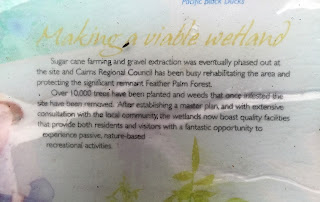 Pacific Black Ducks
Making a viable wetland
Sugar cane farming and gravel extraction was eventually phased out at
the site and Cairns Regional Council has been busy rehabilitating the area and
protecting the significant remnant Feather Palm Forest.
Over 10,000 trees have been planted and weeds that once infested the
site have been removed. After establishing a master plan, and with extensive
consultation with the local community, the wetlands now boast quality facilities
that provide both residents and visitors with a fantastic opportunity to
experience passive, nature-based
recreational activities.